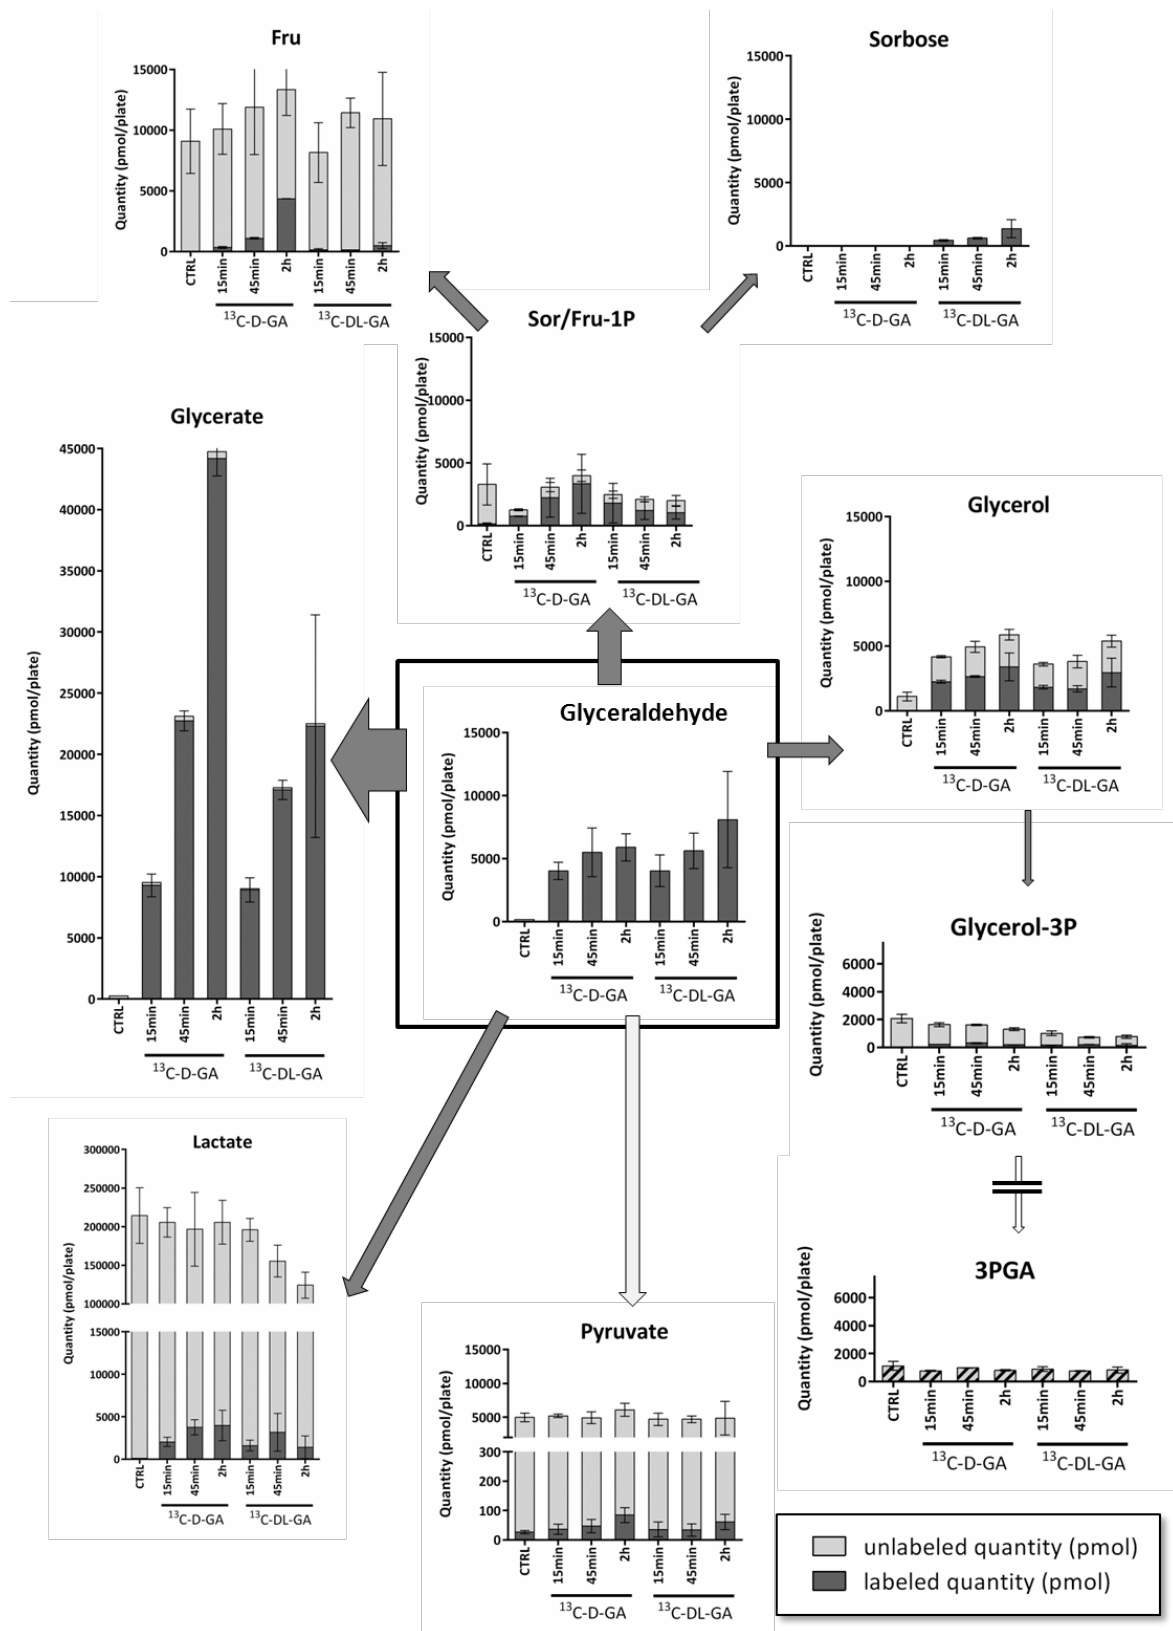 Fru
Quantity (pmol/plate)
15000
10000
5000
0
CTRL
15min
45min
2h
15min
45min
2h
13C-D-GA
13C-DL-GA
Sorbose
Quantity (pmol/plate)
15000
10000
5000
0
CTRL
15min
45min
2h
15min
45min
2h
13C-D-GA
13C-DL-GA
Sor/Fru-1P
Quantity (pmol/plate)
15000
10000
5000
0
CTRL
15min
45min
2h
15min
45min
2h
13C-D-GA
13C-DL-GA
Glycerate
Quantity (pmol/plate)
45000
40000
35000
30000
25000
20000
15000
10000
5000
0
CTRL
15min
45min
2h
15min
45min
2h
13C-D-GA
13C-DL-GA
Glycerol
Quantity (pmol/plate)
15000
10000
5000
0
CTRL
15min
45min
2h
15min
45min
2h
13C-D-GA
13C-DL-GA
Glyceraldehyde
Quantity (pmol/plate)
15000
10000
5000
0
CTRL
15min
45min
2h
15min
45min
2h
13C-D-GA
13C-DL-GA
Glycerol-3P
Quantity (pmol/plate)
6000
4000
2000
0
CTRL
15min
45min
2h
15min
45min
2h
13C-D-GA
13C-DL-GA
Lactate
Quantity (pmol/plate)
300000
250000
200000
150000
100000
15000
10000
5000
0
CTRL
15min
45min
2h
15min
45min
2h
13C-D-GA
13C-DL-GA
3PGA
Quantity (pmol/plate)
6000
4000
2000
0
CTRL
15min
45min
2h
15min
45min
2h
13C-D-GA
13C-DL-GA
Pyruvate
Quantity (pmol/plate)
15000
10000
5000
300
200
100
0
CTRL
15min
45min
2h
15min
45min
2h
13C-D-GA
13C-DL-GA
unlabeled quantity (pmol)
labeled quantity (pmol)